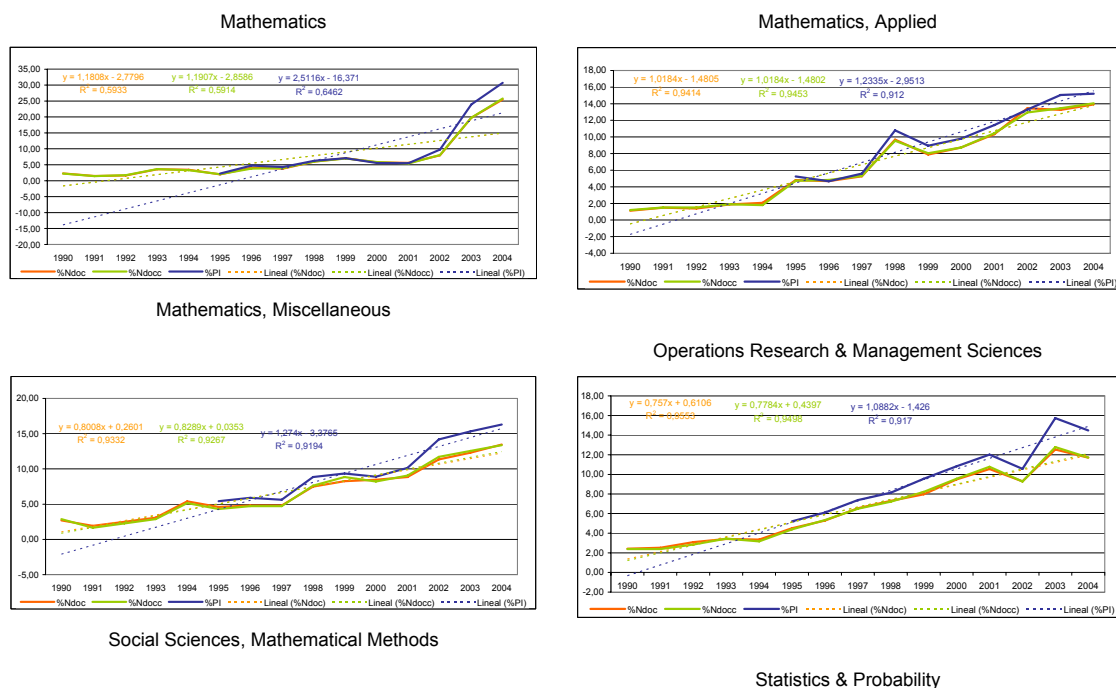 Mathematics
Mathematics, Applied
y = 1,1808x - 2,7796
R² = 0,5933
y = 1,1907x - 2,8586
R² = 0,5914
y = 2,5116x - 16,371
R² = 0,6462
35,00
30,00
25,00
20,00
15,00
10,00
5,00
0,00
-5,00
-10,00
-15,00
-20,00
1990 1991 1992 1993 1994 1995 1996 1997 1998 1999 2000 2001 2002 2003 2004
%Ndoc %Ndocc %PI Lineal (%Ndoc) Lineal (%Ndocc) Lineal (%PI)
y = 1,0184x - 1,4805
R² = 0,9414
y = 1,0184x - 1,4802
R² = 0,9453
y = 1,2335x - 2,9513
R² = 0,912
18,00
16,00
14,00
12,00
10,00
8,00
6,00
4,00
2,00
0,00
-2,00
-4,00
1990 1991 1992 1993 1994 1995 1996 1997 1998 1999 2000 2001 2002 2003 2004
%Ndoc %Ndocc %PI Lineal (%Ndoc) Lineal (%Ndocc) Lineal (%PI)
Mathematics, Miscellaneous
Operations Research & Management Sciences
y = 0,8008x + 0,2601
R² = 0,9332
y = 0,8289x + 0,0353
R² = 0,9267
y = 1,274x - 3,3765
R² = 0,9194
20,00
15,00
10,00
5,00
0,00
-5,00
1990 1991 1992 1993 1994 1995 1996 1997 1998 1999 2000 2001 2002 2003 2004
%Ndoc %Ndocc %PI Lineal (%Ndoc) Lineal (%Ndocc) Lineal (%PI)
y = 0,757x + 0,6106
R² = 0,9553
y = 0,7784x + 0,4397
R² = 0,9498
y = 1,0882x - 1,426
R² = 0,917
18,00
16,00
14,00
12,00
10,00
8,00
6,00
4,00
2,00
0,00
-2,00
1990 1991 1992 1993 1994 1995 1996 1997 1998 1999 2000 2001 2002 2003 2004
%Ndoc %Ndocc %PI Lineal (%Ndoc) Lineal (%Ndocc) Lineal (%PI)
Social Sciences, Mathematical Methods
Statistics & Probability